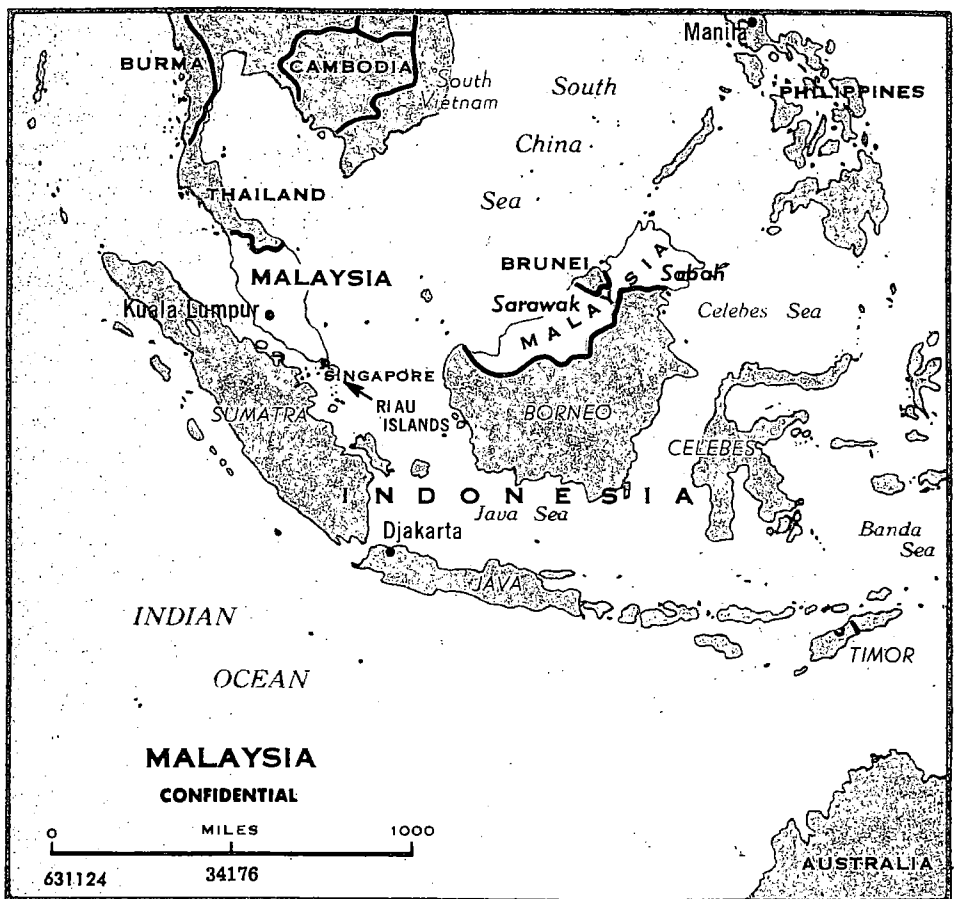 Manila
BURMA
CAMBODIA
South
Vietnam
South
China
Sea
PHILIPPINES
THAILAND
MALAYSIA
BRUNEI
Sabah
Sarawak
MALAYSIA
Celebes Sea
Kuala Lumpur
SINGAPORE
RIAU
ISLANDS
SUMATRA
BORNEO
CELEBES
INDONESIA
Java Sea
Djakarta
Banda
Sea
JAVA
INDIAN
OCEAN
TIMOR
MALAYSIA
CONFIDENTIAL
0 MILES 1000
AUSTRALIA
631124 34176